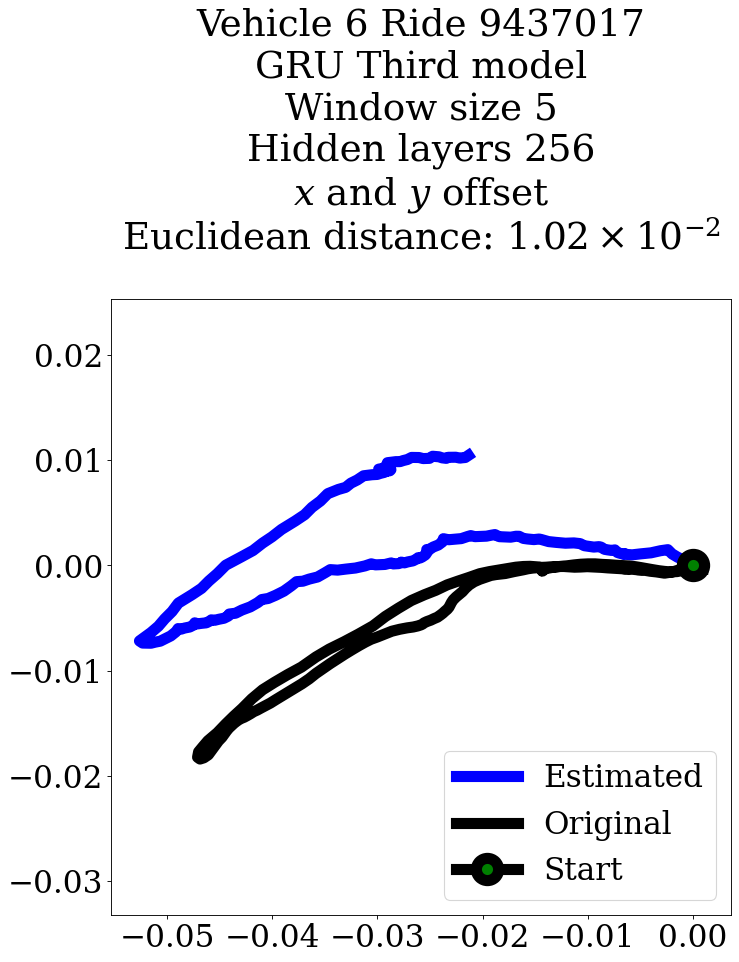 Vehicle 6 Ride 9437017
GRU Third model
Window size 5
Hidden layers 256
x and y offset
Euclidean distance: 1.02 × 10⁻²
0.02
0.01
0.00
−0.01
−0.02
−0.03
Estimated
Original
Start
−0.05 −0.04 −0.03 −0.02 −0.01 0.00